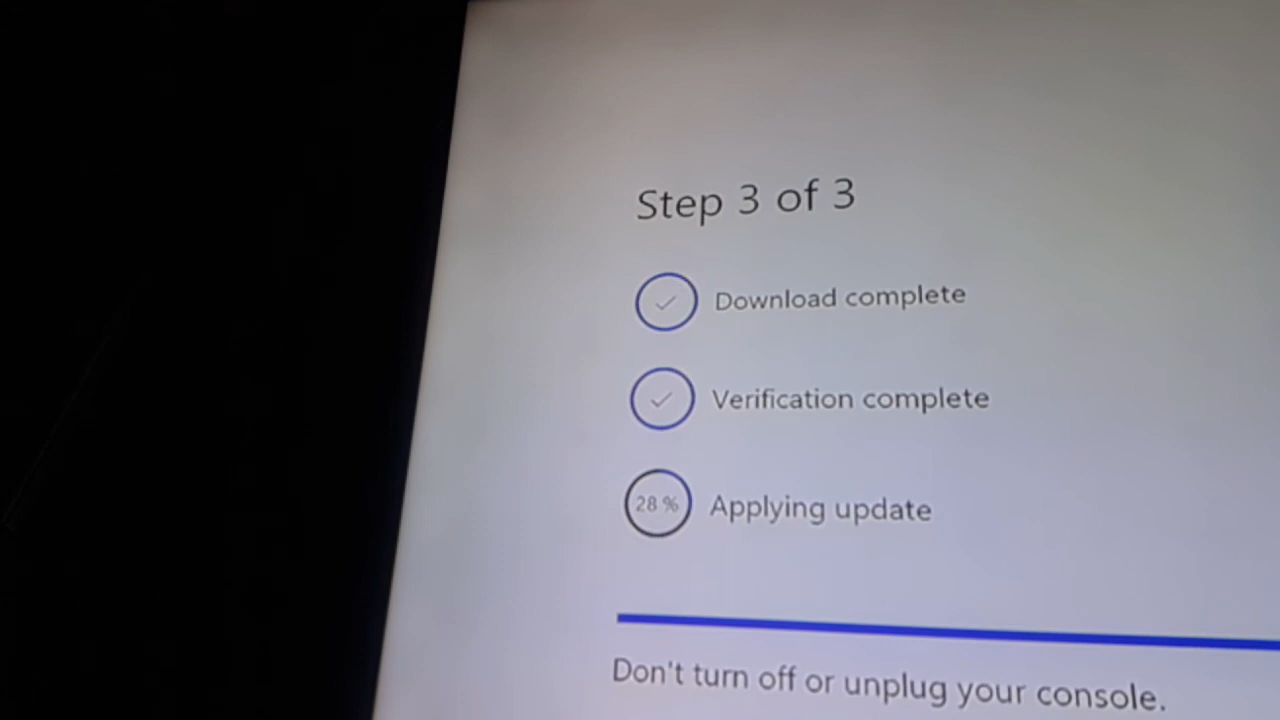 Step 3 of 3
Download complete
Verification complete
28 % Applying update
Don't turn off or unplug your console.